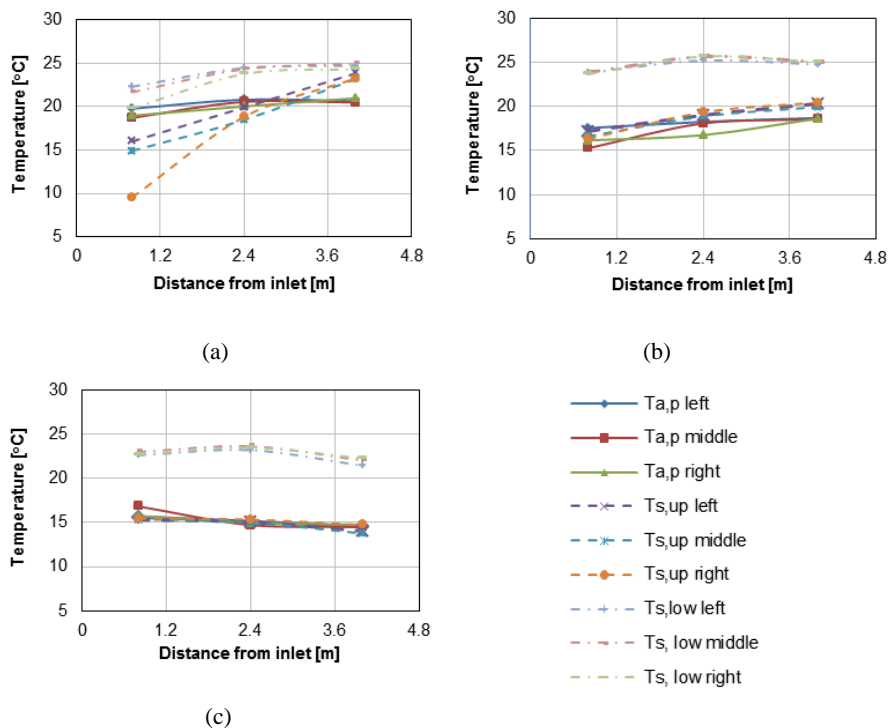 30
25
20
15
10
5
Temperature [°C]
0
1.2
2.4
3.6
4.8
Distance from inlet [m]
(a)
30
25
20
15
10
5
Temperature [°C]
0
1.2
2.4
3.6
4.8
Distance from inlet [m]
(b)
30
25
20
15
10
5
Temperature [°C]
0
1.2
2.4
3.6
4.8
Distance from inlet [m]
(c)
Ta,p left
Ta,p middle
Ta,p right
Ts,up left
Ts,up middle
Ts,up right
Ts,low left
Ts, low middle
Ts, low right